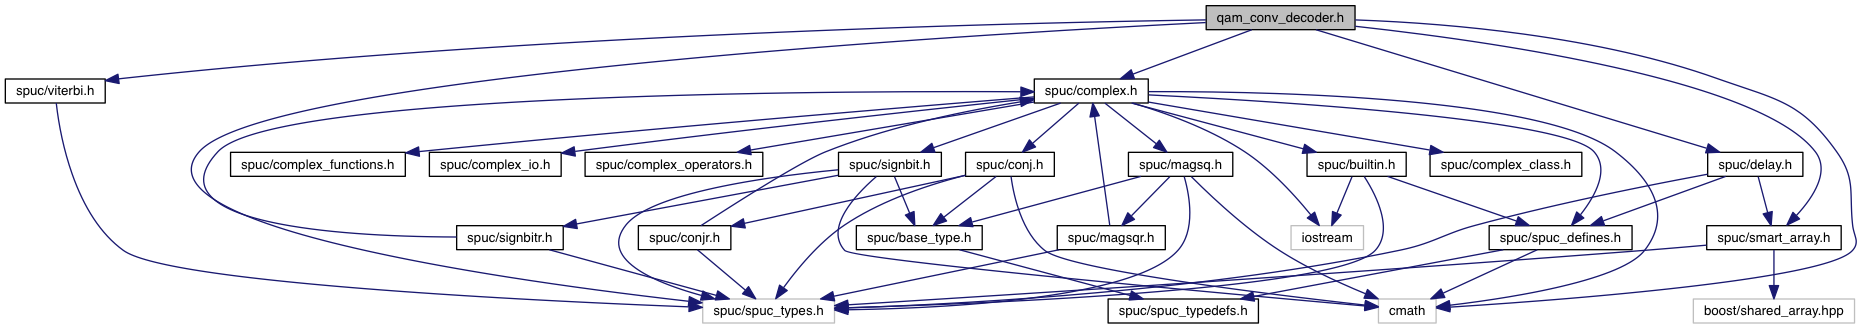 qam_conv_decoder.h
spuc/viterbi.h
spuc/complex.h
spuc/complex_functions.h
spuc/complex_io.h
spuc/complex_operators.h
spuc/signbit.h
spuc/conj.h
spuc/magsq.h
spuc/builtin.h
spuc/complex_class.h
spuc/delay.h
spuc/signbitr.h
spuc/conjr.h
spuc/base_type.h
spuc/magsqr.h
iostream
spuc/spuc_defines.h
spuc/smart_array.h
spuc/spuc_types.h
spuc/spuc_typedefs.h
cmath
boost/shared_array.hpp